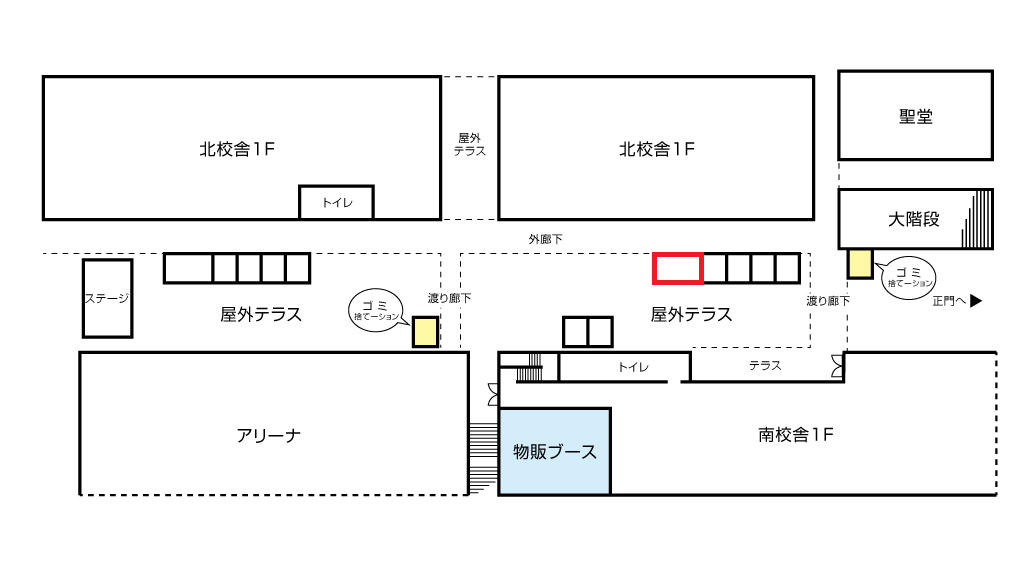 聖堂
北校舎1F
屋外
テラス
北校舎1F
トイレ
大階段
外廊下
ステージ
屋外テラス
ゴミ
捨てーション
渡り廊下
屋外テラス
渡り廊下
ゴミ
捨てーション
正門へ
トイレ
テラス
アリーナ
物販ブース
南校舎1F